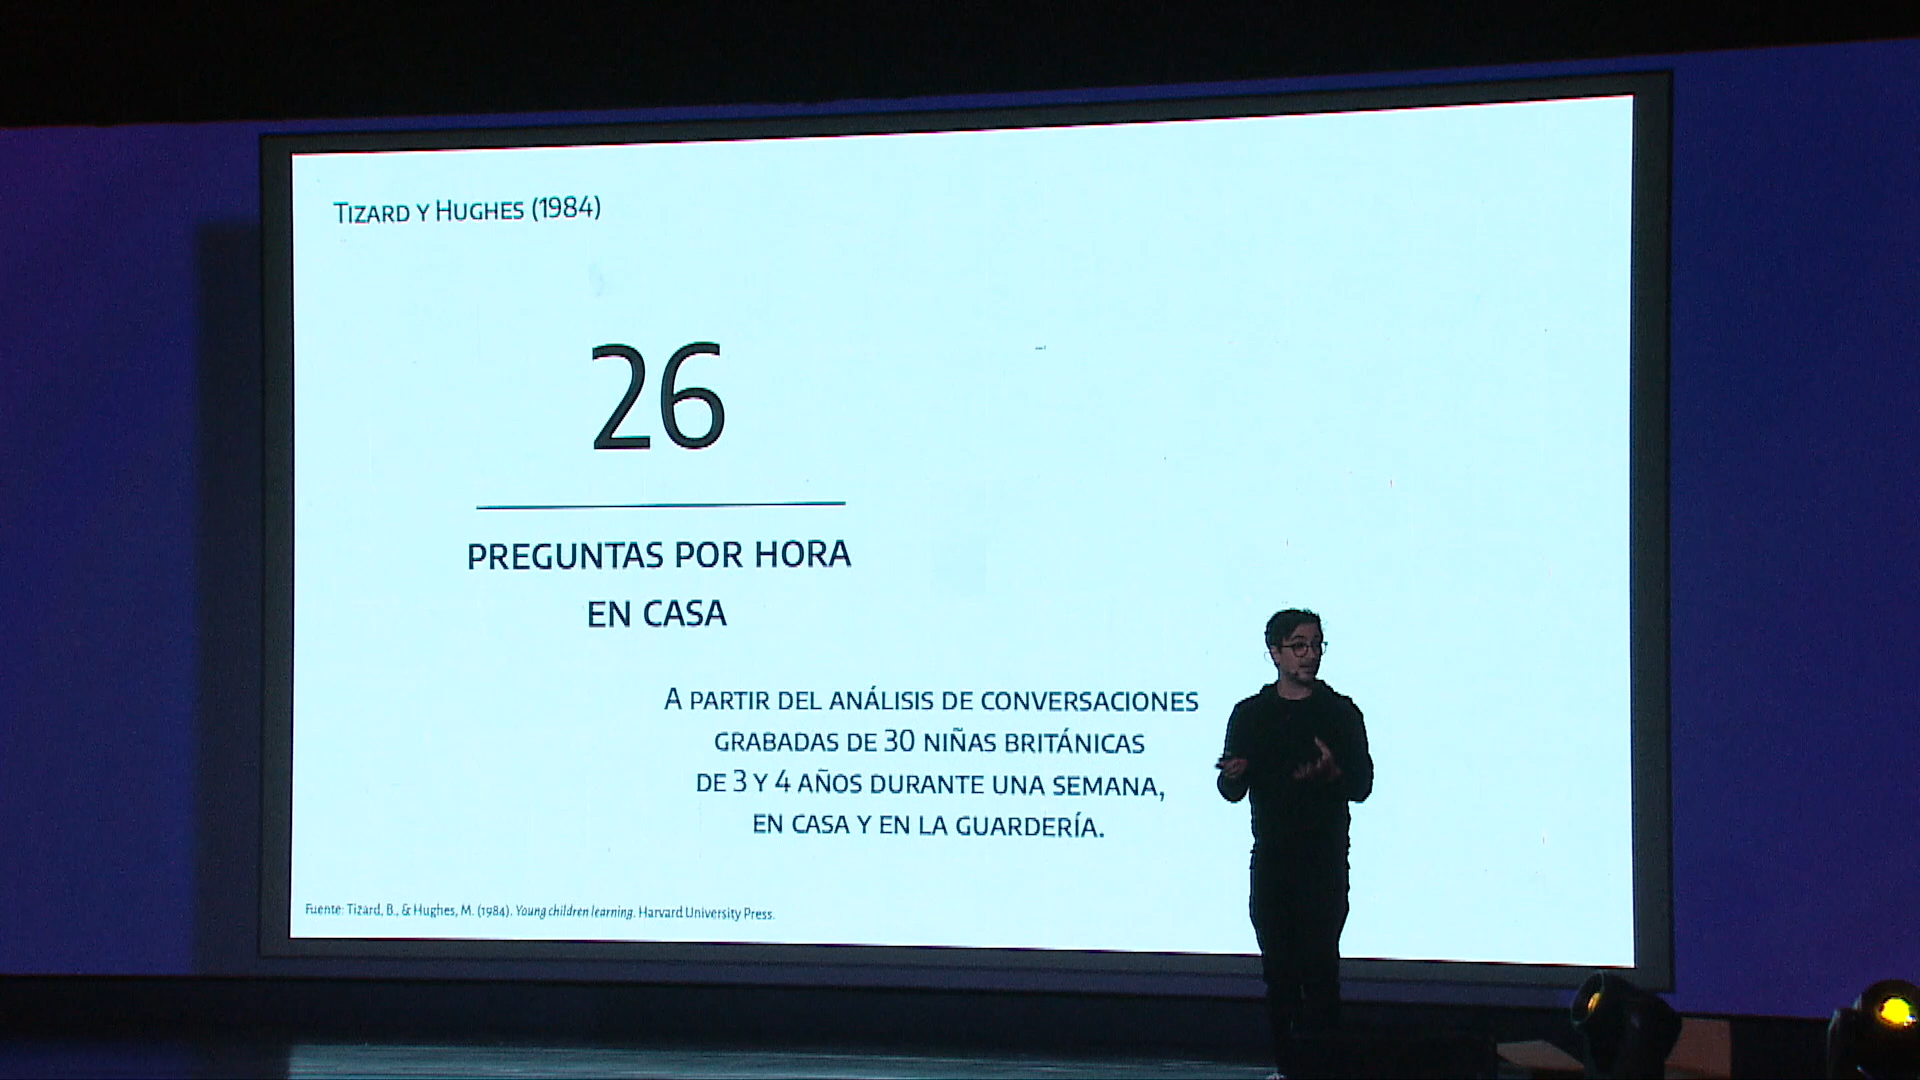 Tizard y Hughes (1984)
26
PREGUNTAS POR HORA
EN CASA
A PARTIR DEL ANÁLISIS DE CONVERSACIONES
GRABADAS DE 30 NIÑAS BRITÁNICAS
DE 3 Y 4 AÑOS DURANTE UNA SEMANA,
EN CASA Y EN LA GUARDERÍA.
Fuente: Tizard, B., & Hughes, M. (1984). Young children learning. Harvard University Press.